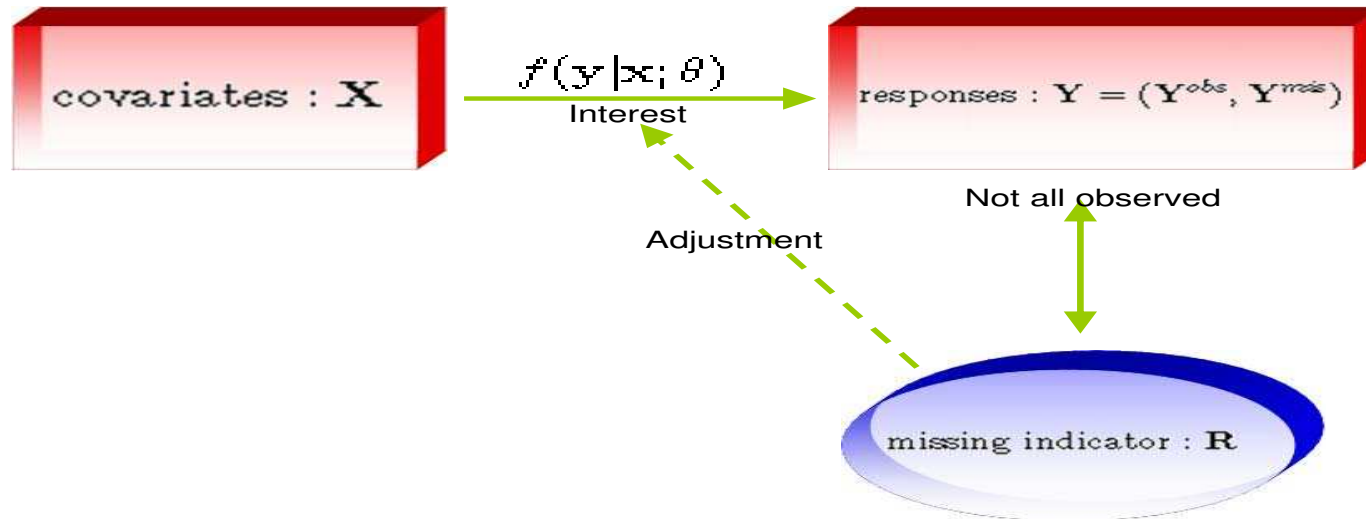 f(y|x; θ)
covariates : X
responses : Y = (Y^obs, Y^mis)
Interest
Not all observed
Adjustment
missing indicator : R